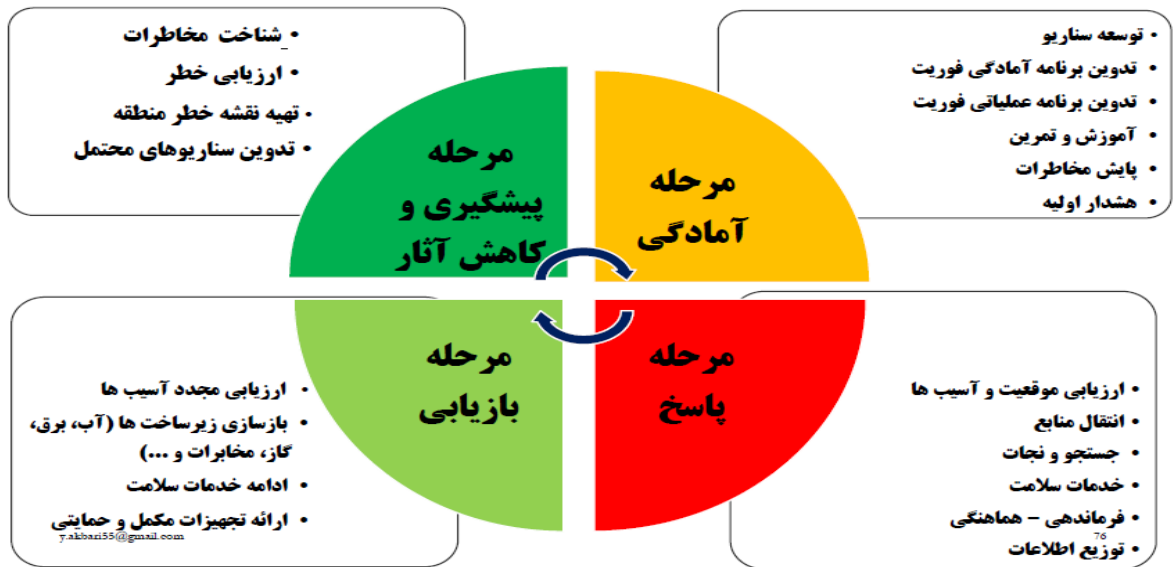 • توسعه سناریو
• تدوین برنامه آمادگی فوریت
• تدوین برنامه عملیاتی فوریت
• آموزش و تمرین
• پایش مخاطرات
• هشدار اولیه
مرحله
آمادگی
• شناخت مخاطرات
• ارزیابی خطر
• تهیه نقشه خطر منطقه
• تدوین سناریوهای محتمل
مرحله
پیشگیری و
کاهش آثار
• ارزیابی موقعیت و آسیب ها
• انتقال منابع
• جستجو و نجات
• خدمات سلامت
• فرماندهی – هماهنگی
76
• توزیع اطلاعات
مرحله
پاسخ
• ارزیابی مجدد آسیب ها
• بازسازی زیرساخت ها (آب، برق،
گاز، مخابرات و ...)
• ادامه خدمات سلامت
• ارائه تجهیزات مکمل و حمایتی
y.akbari55@gmail.com
مرحله
بازیابی